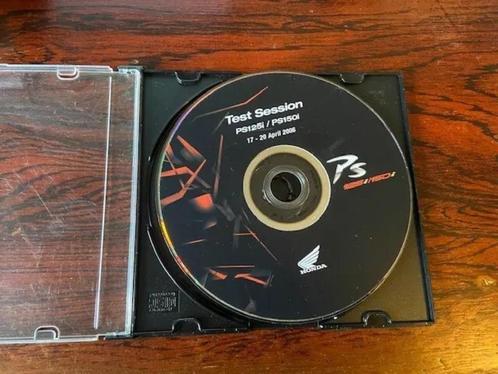 Test Session
PS125i / PS150i
17 - 20 April 2006
Ps
125i/150i
HONDA